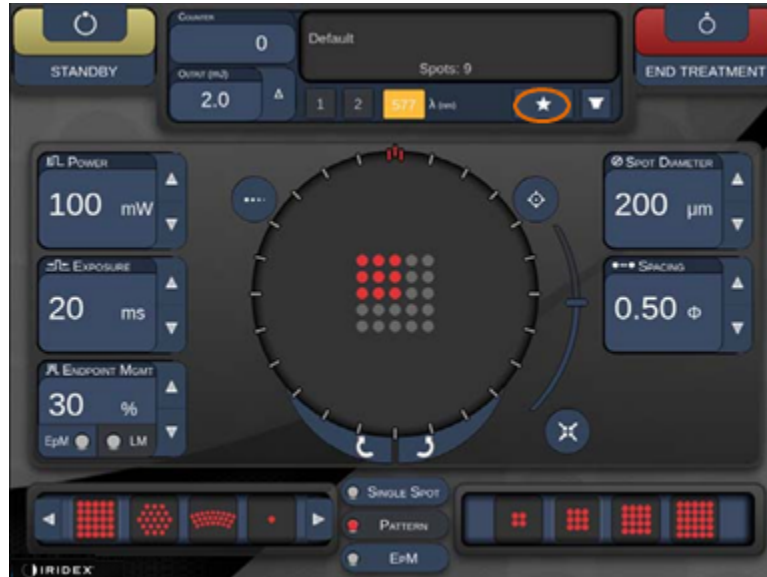 STANDBY
COUNTER
0
OUTPUT (mJ)
2.0
Default
Spots: 9
1 2 577 λ (nm)
END TREATMENT
POWER
100 mW
EXPOSURE
20 ms
ENDPOINT MGMT
30 %
EpM LM
SPOT DIAMETER
200 µm
SPACING
0.50 Φ
SINGLE SPOT
PATTERN
EPM
IRIDEX